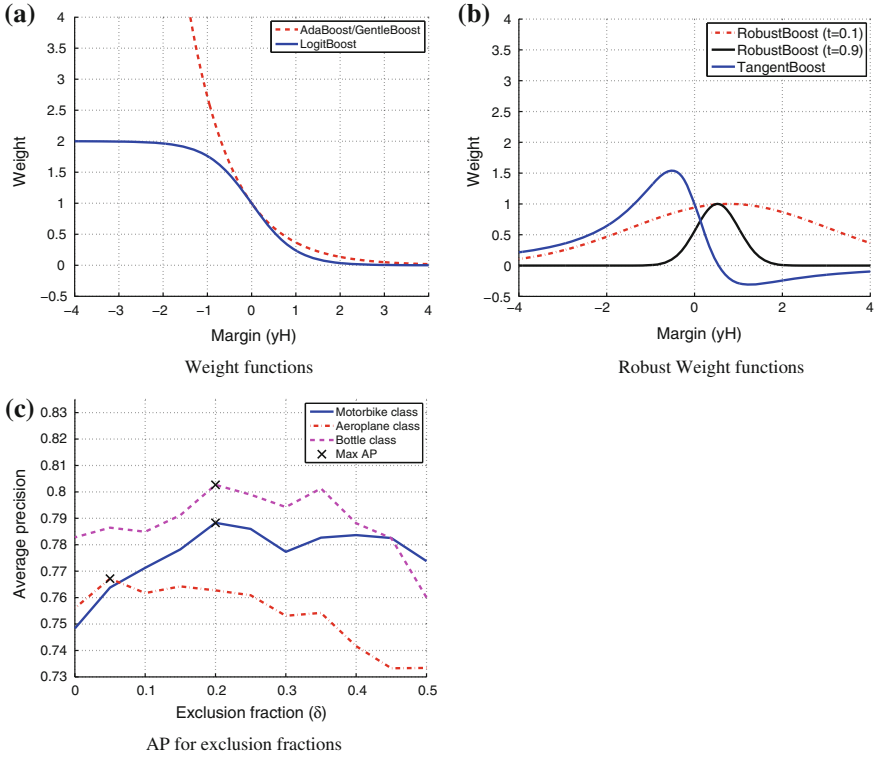 (a)
4
3.5
3
2.5
2
1.5
1
0.5
0
−0.5
Weight
AdaBoost/GentleBoost
LogitBoost
−4 −3 −2 −1 0 1 2 3 4
Margin (yH)
Weight functions
(b)
4
3.5
3
2.5
2
1.5
1
0.5
0
−0.5
Weight
RobustBoost (t=0.1)
RobustBoost (t=0.9)
TangentBoost
−4 −2 0 2 4
Margin (yH)
Robust Weight functions
(c)
0.83
0.82
0.81
0.8
0.79
0.78
0.77
0.76
0.75
0.74
0.73
Average precision
Motorbike class
Aeroplane class
Bottle class
Max AP
0 0.1 0.2 0.3 0.4 0.5
Exclusion fraction (δ)
AP for exclusion fractions